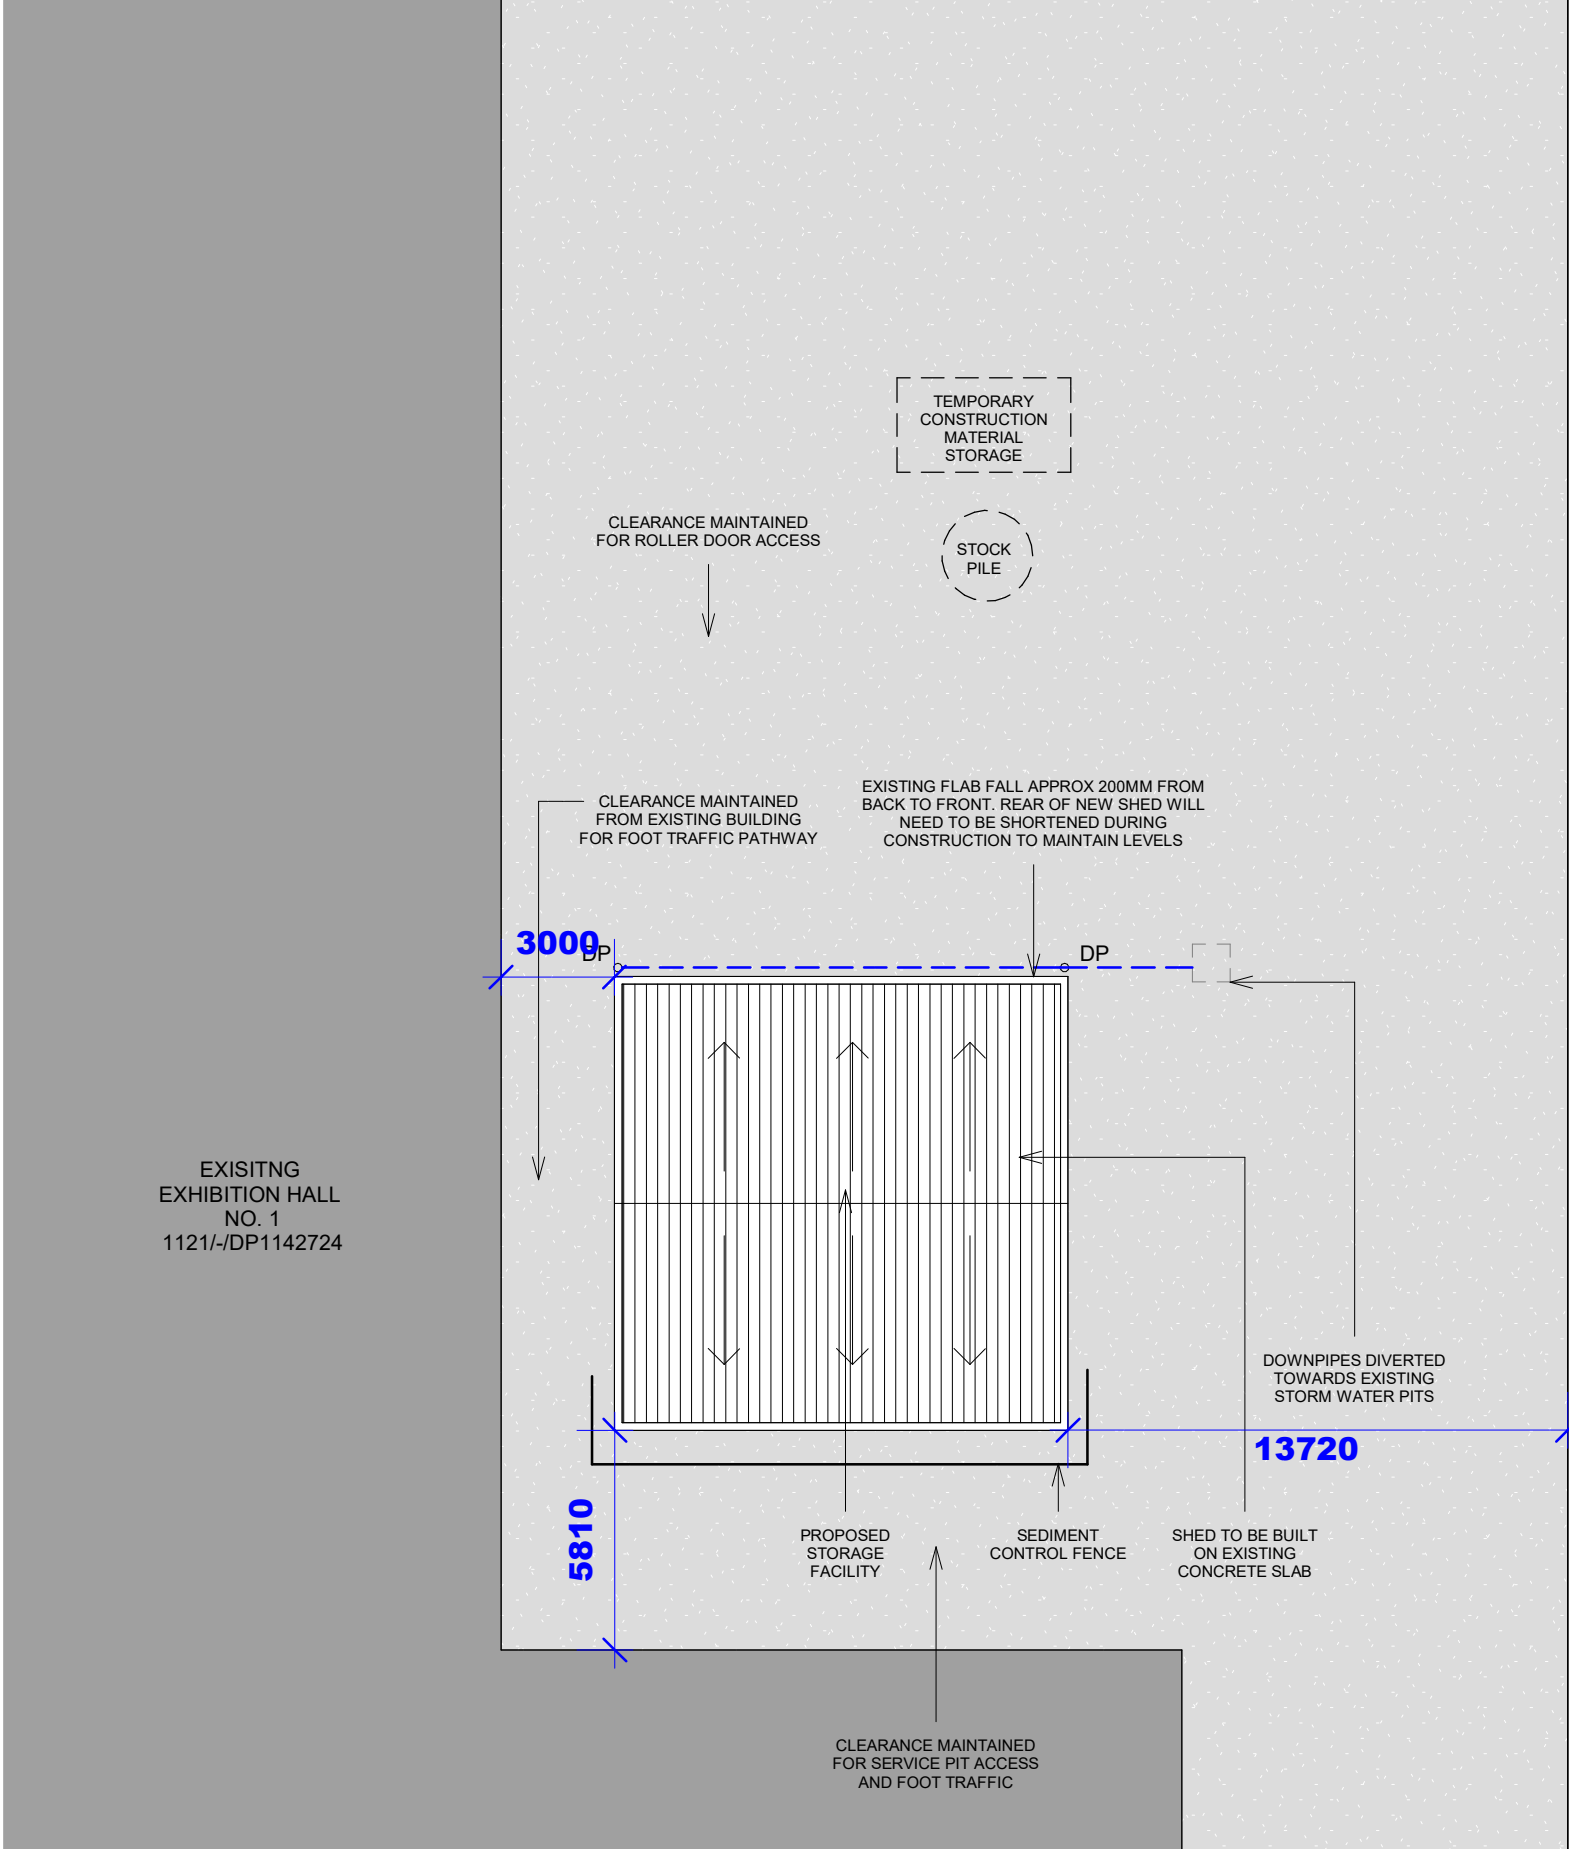 TEMPORARY
CONSTRUCTION
MATERIAL
STORAGE
CLEARANCE MAINTAINED
FOR ROLLER DOOR ACCESS
STOCK
PILE
EXISTING FLAB FALL APPROX 200MM FROM
BACK TO FRONT. REAR OF NEW SHED WILL
NEED TO BE SHORTENED DURING
CONSTRUCTION TO MAINTAIN LEVELS
CLEARANCE MAINTAINED
FROM EXISTING BUILDING
FOR FOOT TRAFFIC PATHWAY
3000
DP
DP
EXISITNG
EXHIBITION HALL
NO. 1
1121/-/DP1142724
DOWNPIPES DIVERTED
TOWARDS EXISTING
STORM WATER PITS
13720
5810
PROPOSED
STORAGE
FACILITY
SEDIMENT
CONTROL FENCE
SHED TO BE BUILT
ON EXISTING
CONCRETE SLAB
CLEARANCE MAINTAINED
FOR SERVICE PIT ACCESS
AND FOOT TRAFFIC